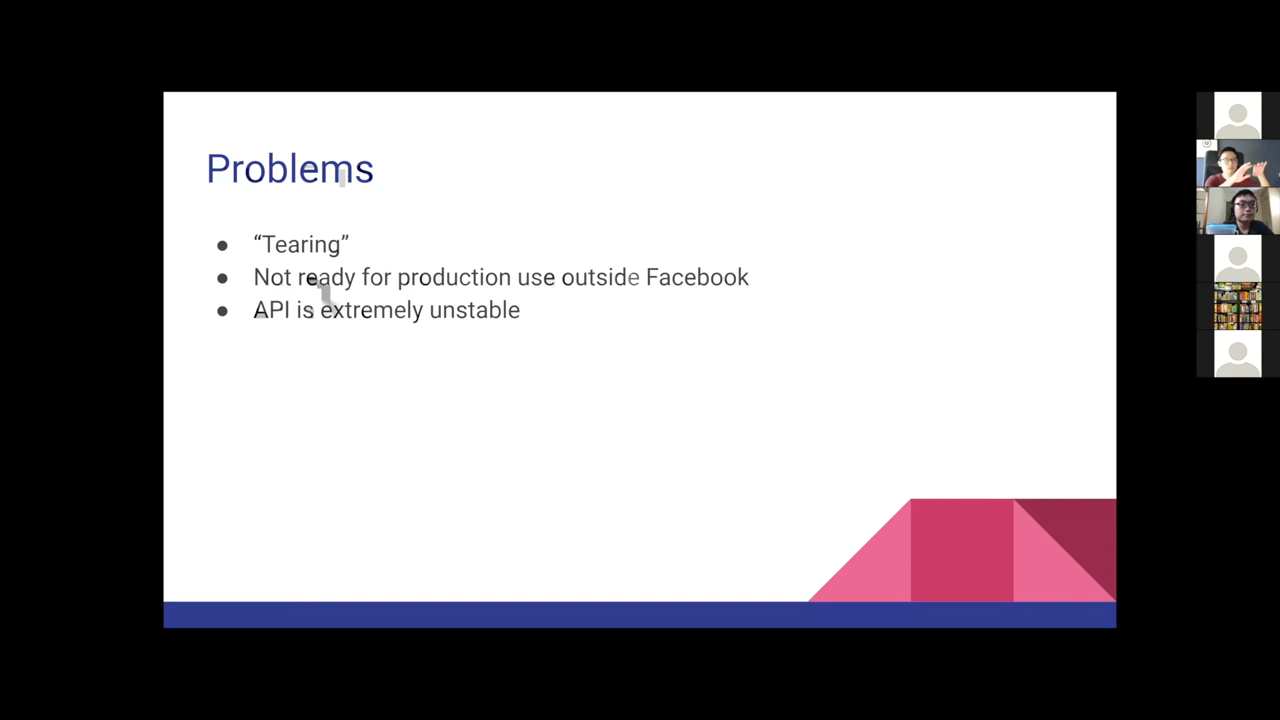 Problems
● “Tearing”
● Not ready for production use outside Facebook
● API is extremely unstable